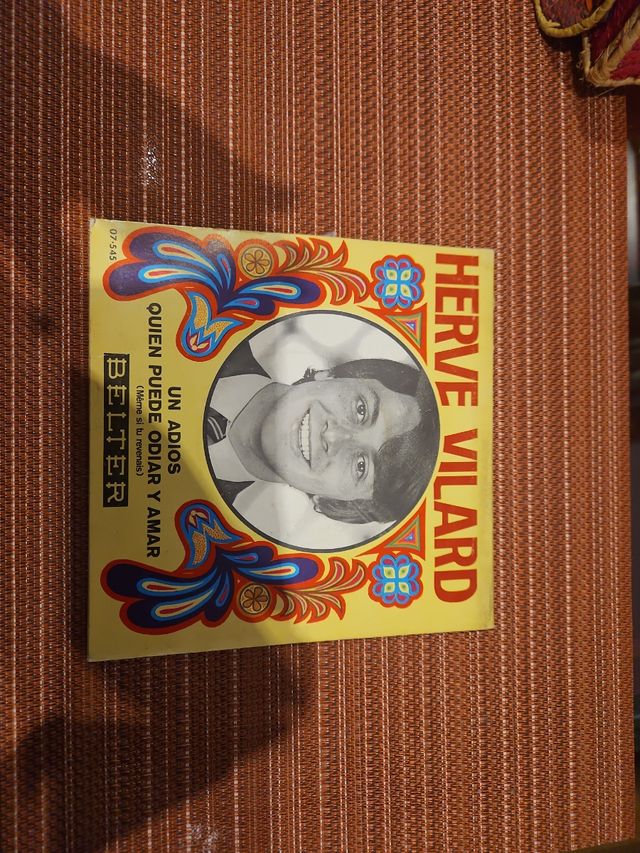 HERVE VILARD
UN ADIOS
QUIEN PUEDE ODIAR Y AMAR
(Même si tu revenais)
BELTER
07-545